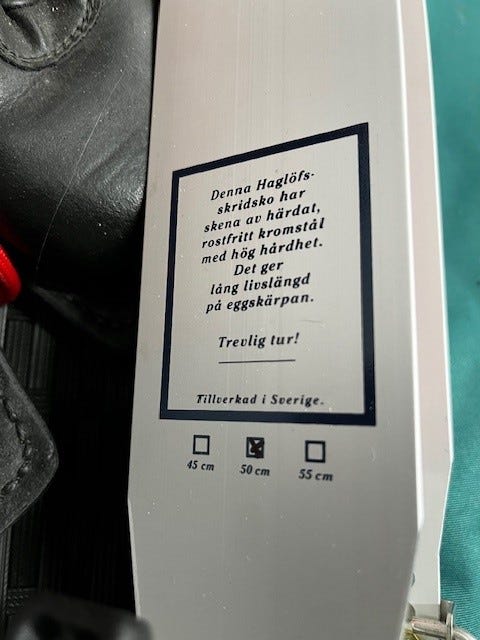 Denna Haglöfs-
skridsko har
skena av härdat,
rostfritt kromstål
med hög hårdhet.
Det ger
lång livslängd
på eggskärpan.
Trevlig tur!
Tillverkad i Sverige.
45 cm 50 cm 55 cm